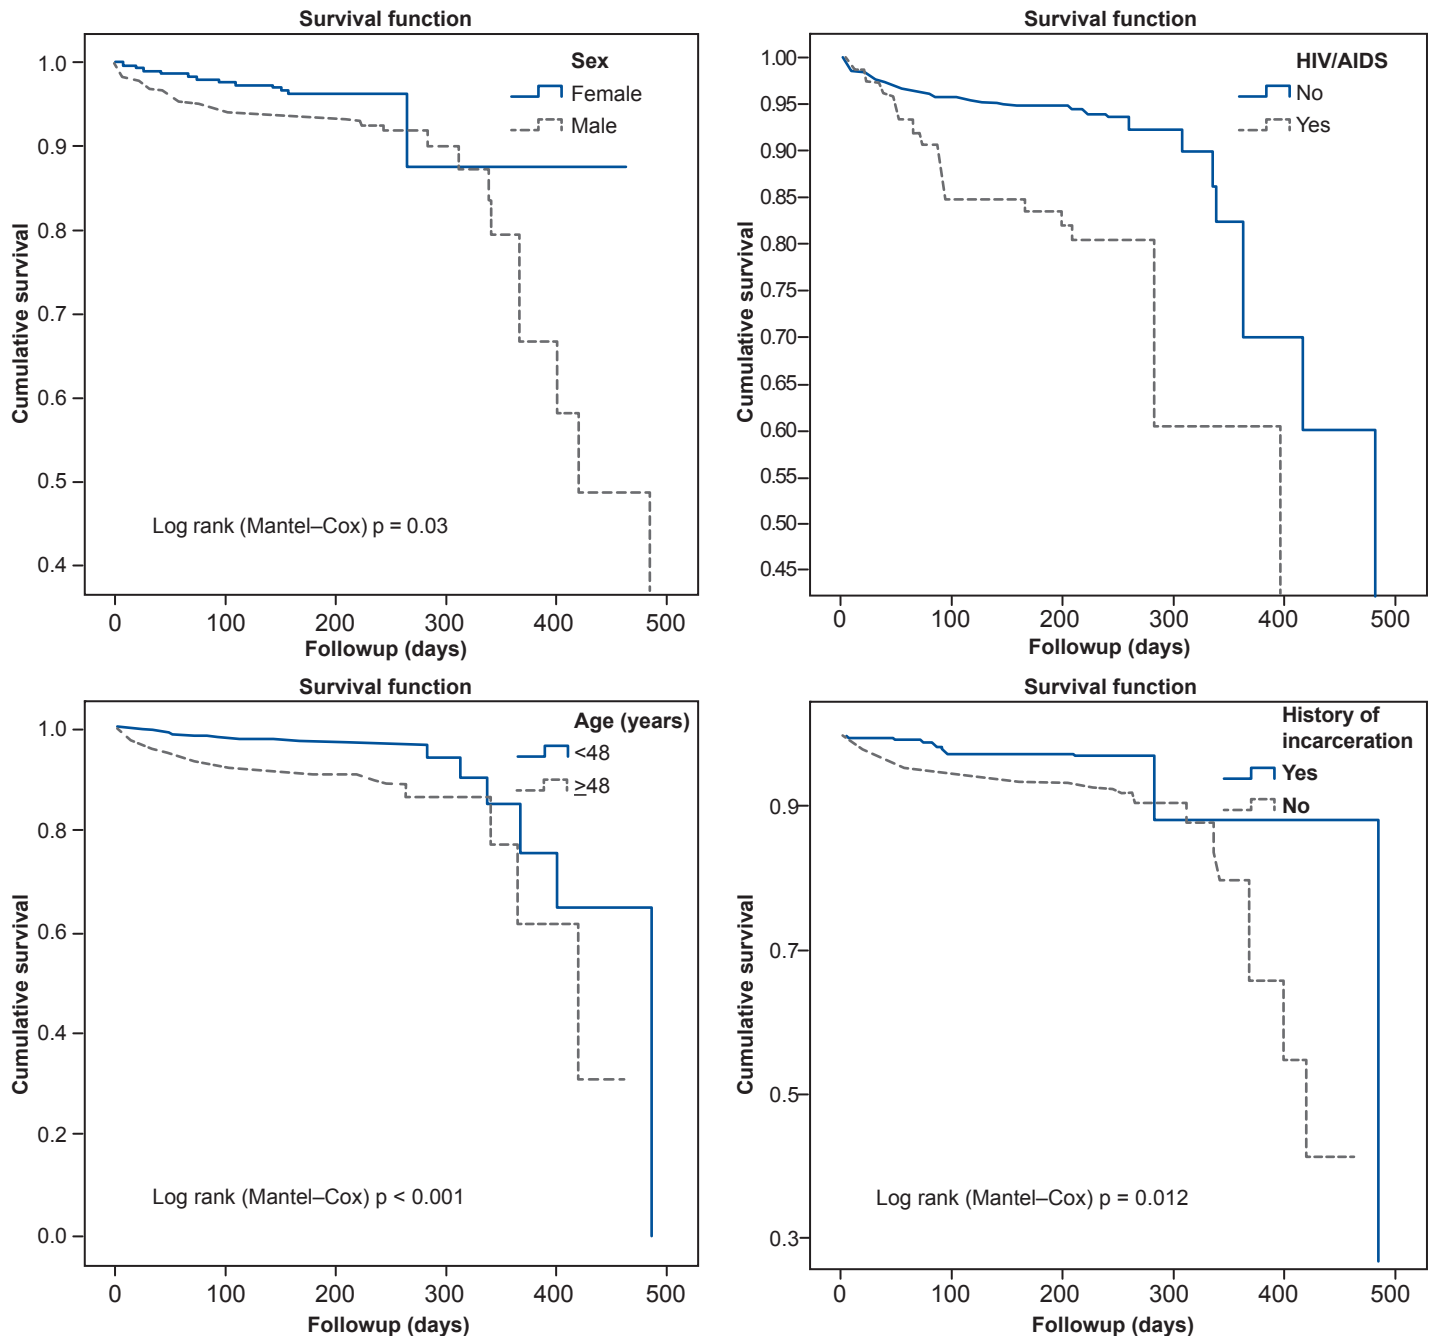 Survival function
Cumulative survival
1.0
0.9
0.8
0.7
0.6
0.5
0.4
Sex
Female
Male
Log rank (Mantel–Cox) p = 0.03
0 100 200 300 400 500
Followup (days)
Survival function
Cumulative survival
1.00
0.95
0.90
0.85
0.80
0.75
0.70
0.65
0.60
0.55
0.50
0.45
HIV/AIDS
No
Yes
0 100 200 300 400 500
Followup (days)
Survival function
Cumulative survival
1.0
0.8
0.6
0.4
0.2
0.0
Age (years)
<48
≥48
Log rank (Mantel–Cox) p < 0.001
0 100 200 300 400 500
Followup (days)
Survival function
Cumulative survival
0.9
0.7
0.5
0.3
History of
incarceration
Yes
No
Log rank (Mantel–Cox) p = 0.012
0 100 200 300 400 500
Followup (days)